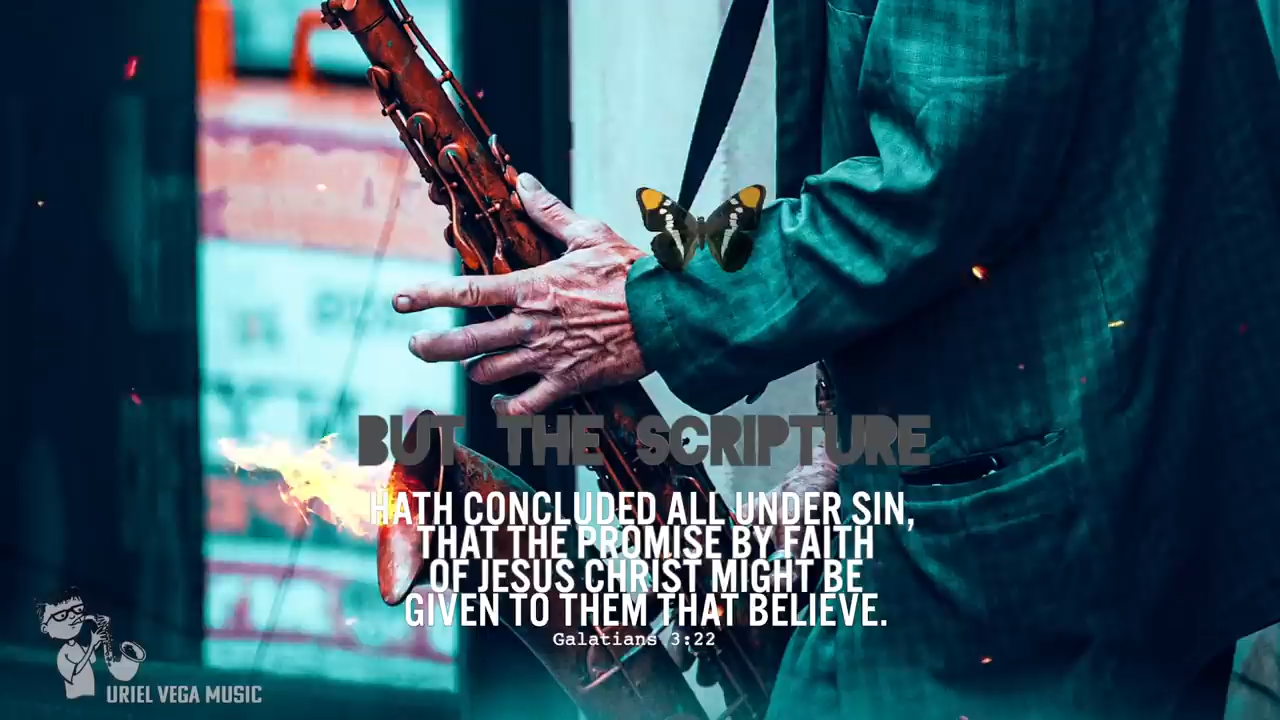 BUT THE SCRIPTURE
HATH CONCLUDED ALL UNDER SIN,
THAT THE PROMISE BY FAITH
OF JESUS CHRIST MIGHT BE
GIVEN TO THEM THAT BELIEVE.
Galatians 3:22
URIEL VEGA MUSIC